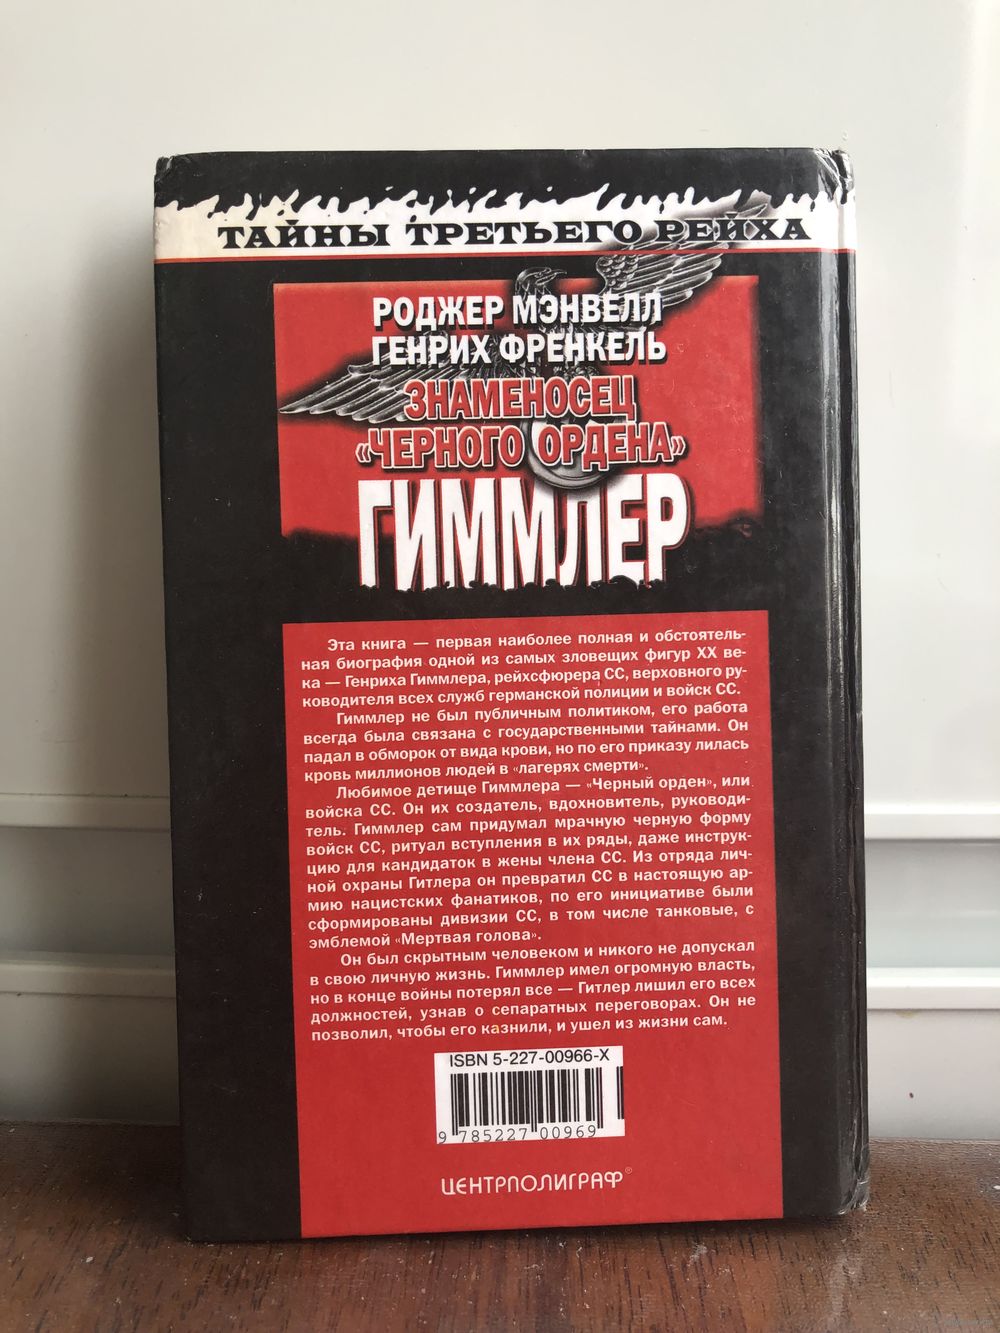 ТАЙНЫ ТРЕТЬЕГО РЕЙХА
РОДЖЕР МЭНВЕЛЛ
ГЕНРИХ ФРЕНКЕЛЬ
ЗНАМЕНОСЕЦ
«ЧЕРНОГО ОРДЕНА»
ГИММЛЕР
Эта книга — первая наиболее полная и обстоятель-
ная биография одной из самых зловещих фигур XX ве-
ка — Генриха Гиммлера, рейхсфюрера СС, верховного ру-
ководителя всех служб германской полиции и войск СС.
Гиммлер не был публичным политиком, его работа
всегда была связана с государственными тайнами. Он
падал в обморок от вида крови, но по его приказу лилась
кровь миллионов людей в «лагерях смерти».
Любимое детище Гиммлера — «Черный орден», или
войска СС. Он их создатель, вдохновитель, руководи-
тель. Гиммлер сам придумал мрачную черную форму
войск СС, ритуал вступления в их ряды, даже инструк-
цию для кандидаток в жены члена СС. Из отряда лич-
ной охраны Гитлера он превратил СС в настоящую ар-
мию нацистских фанатиков, по его инициативе были
сформированы дивизии СС, в том числе танковые, с
эмблемой «Мертвая голова».
Он был скрытным человеком и никого не допускал
в свою личную жизнь. Гиммлер имел огромную власть,
но в конце войны потерял все — Гитлер лишил его всех
должностей, узнав о сепаратных переговорах. Он не
позволил, чтобы его казнили, и ушел из жизни сам.
ISBN 5-227-00966-X
9 785227 00969
ЦЕНТРПОЛИГРАФ®